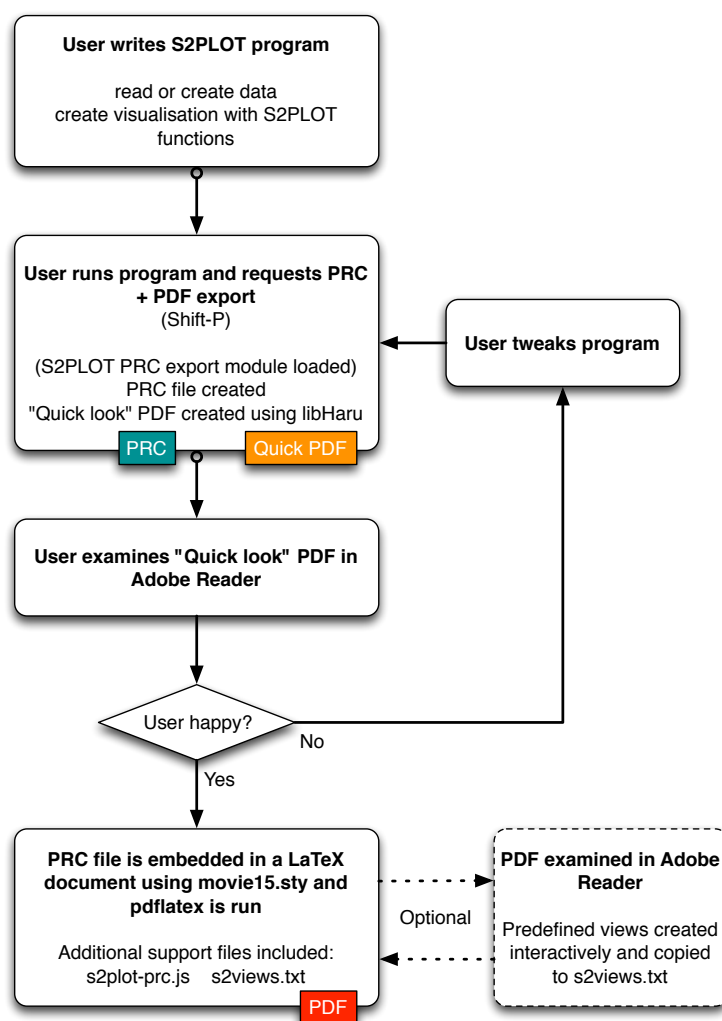 User writes S2PLOT program
read or create data
create visualisation with S2PLOT
functions
User runs program and requests PRC
+ PDF export
(Shift-P)
(S2PLOT PRC export module loaded)
PRC file created
"Quick look" PDF created using libHaru
PRC
Quick PDF
User tweaks program
User examines "Quick look" PDF in
Adobe Reader
User happy?
No
Yes
PRC file is embedded in a LaTeX
document using movie15.sty and
pdflatex is run
Additional support files included:
s2plot-prc.js s2views.txt
PDF
Optional
PDF examined in Adobe
Reader
Predefined views created
interactively and copied
to s2views.txt